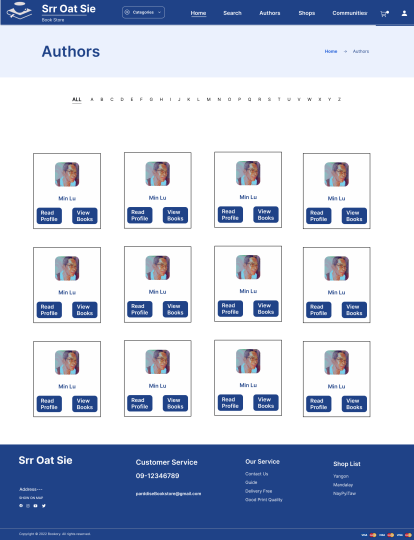 Srr Oat Sie
Book Store
Categories
Home Search Authors Shops Communities
Authors
Home » Authors
ALL A B C D E F G H I J K L M N O P Q R S T U V W X Y Z
Min Lu Min Lu Min Lu Min Lu
Read Profile View Books Read Profile View Books Read Profile View Books Read Profile View Books
Min Lu Min Lu Min Lu Min Lu
Read Profile View Books Read Profile View Books Read Profile View Books Read Profile View Books
Min Lu Min Lu Min Lu Min Lu
Read Profile View Books Read Profile View Books Read Profile View Books Read Profile View Books
Srr Oat Sie
Address---
SHOW ON MAP
Customer Service
09-12346789
Our Service
Contact Us
Guide
Delivery Free
Good Print Quality
Shop List
Yangon
Mandalay
NayPyiTaw
Copyright © 2022 All rights reserved.
VISA VISA VISA